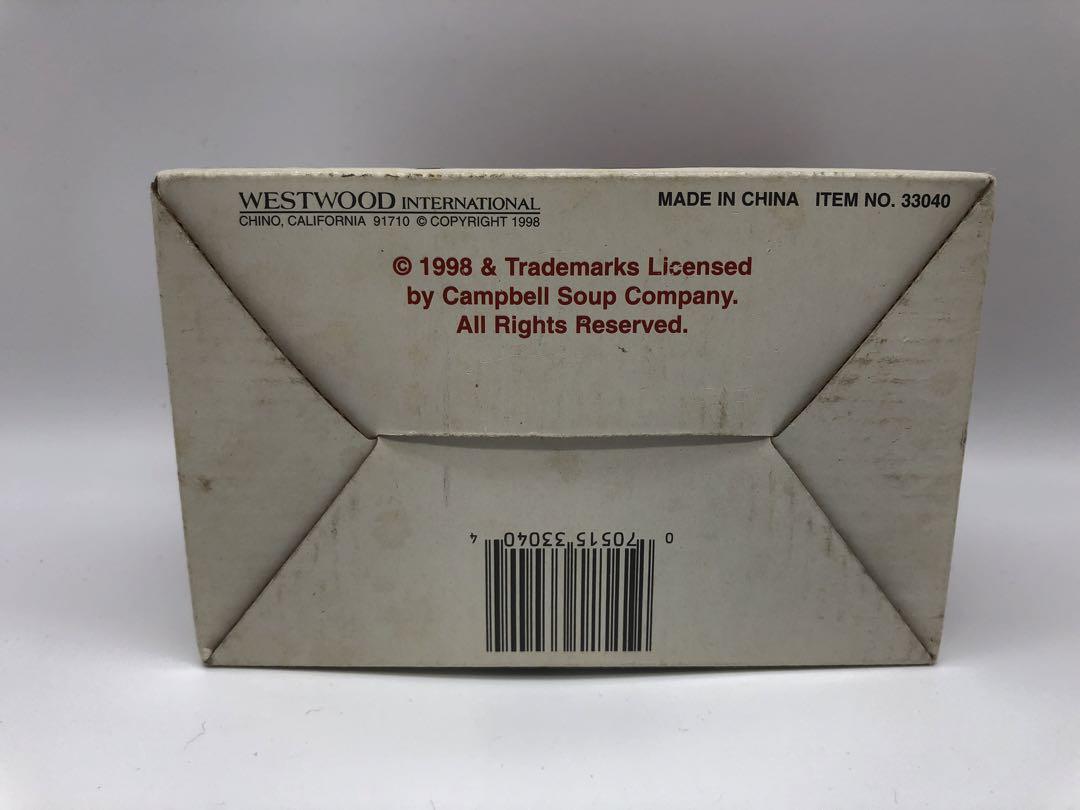 WESTWOOD INTERNATIONAL
CHINO, CALIFORNIA 91710 © COPYRIGHT 1998
MADE IN CHINA ITEM NO. 33040
© 1998 & Trademarks Licensed
by Campbell Soup Company.
All Rights Reserved.
0 70515 33040 4